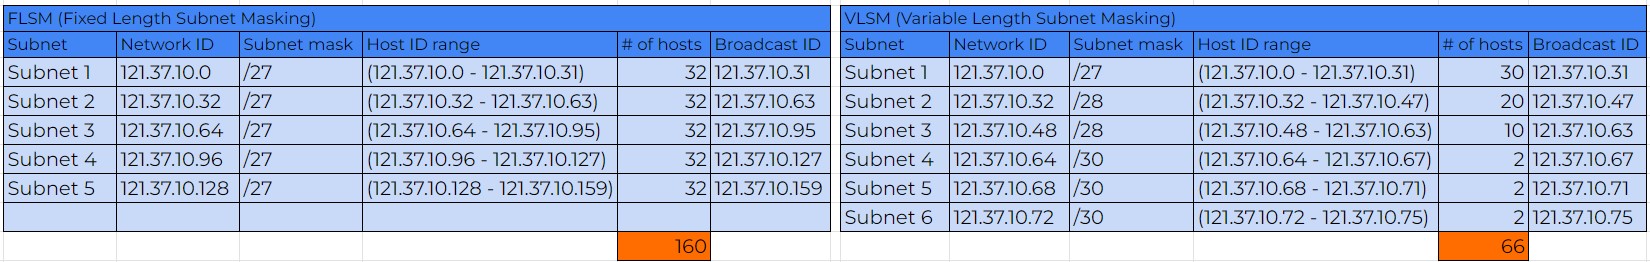 FLSM (Fixed Length Subnet Masking)
Subnet Network ID Subnet mask Host ID range # of hosts Broadcast ID
Subnet 1 121.37.10.0 /27 (121.37.10.0 - 121.37.10.31) 32 121.37.10.31
Subnet 2 121.37.10.32 /27 (121.37.10.32 - 121.37.10.63) 32 121.37.10.63
Subnet 3 121.37.10.64 /27 (121.37.10.64 - 121.37.10.95) 32 121.37.10.95
Subnet 4 121.37.10.96 /27 (121.37.10.96 - 121.37.10.127) 32 121.37.10.127
Subnet 5 121.37.10.128 /27 (121.37.10.128 - 121.37.10.159) 32 121.37.10.159
160
VLSM (Variable Length Subnet Masking)
Subnet Network ID Subnet mask Host ID range # of hosts Broadcast ID
Subnet 1 121.37.10.0 /27 (121.37.10.0 - 121.37.10.31) 30 121.37.10.31
Subnet 2 121.37.10.32 /28 (121.37.10.32 - 121.37.10.47) 20 121.37.10.47
Subnet 3 121.37.10.48 /28 (121.37.10.48 - 121.37.10.63) 10 121.37.10.63
Subnet 4 121.37.10.64 /30 (121.37.10.64 - 121.37.10.67) 2 121.37.10.67
Subnet 5 121.37.10.68 /30 (121.37.10.68 - 121.37.10.71) 2 121.37.10.71
Subnet 6 121.37.10.72 /30 (121.37.10.72 - 121.37.10.75) 2 121.37.10.75
66